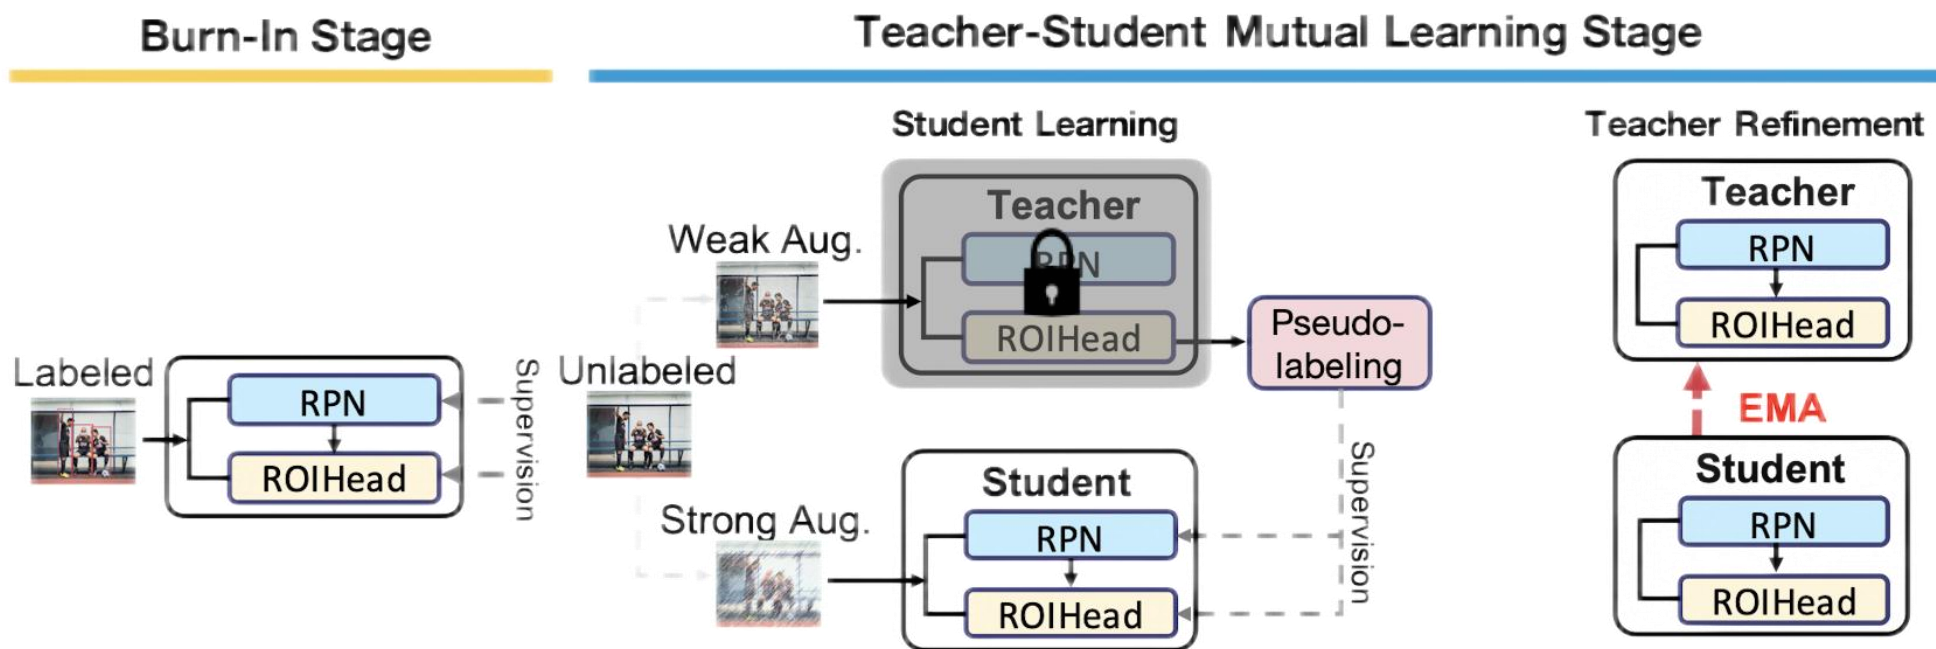 Burn-In Stage
Teacher-Student Mutual Learning Stage
Labeled
RPN
ROIHead
Supervision
Student Learning
Unlabeled
Weak Aug.
Teacher
RPN
ROIHead
Pseudo-
labeling
Strong Aug.
Student
RPN
ROIHead
Supervision
Teacher Refinement
Teacher
RPN
ROIHead
EMA
Student
RPN
ROIHead